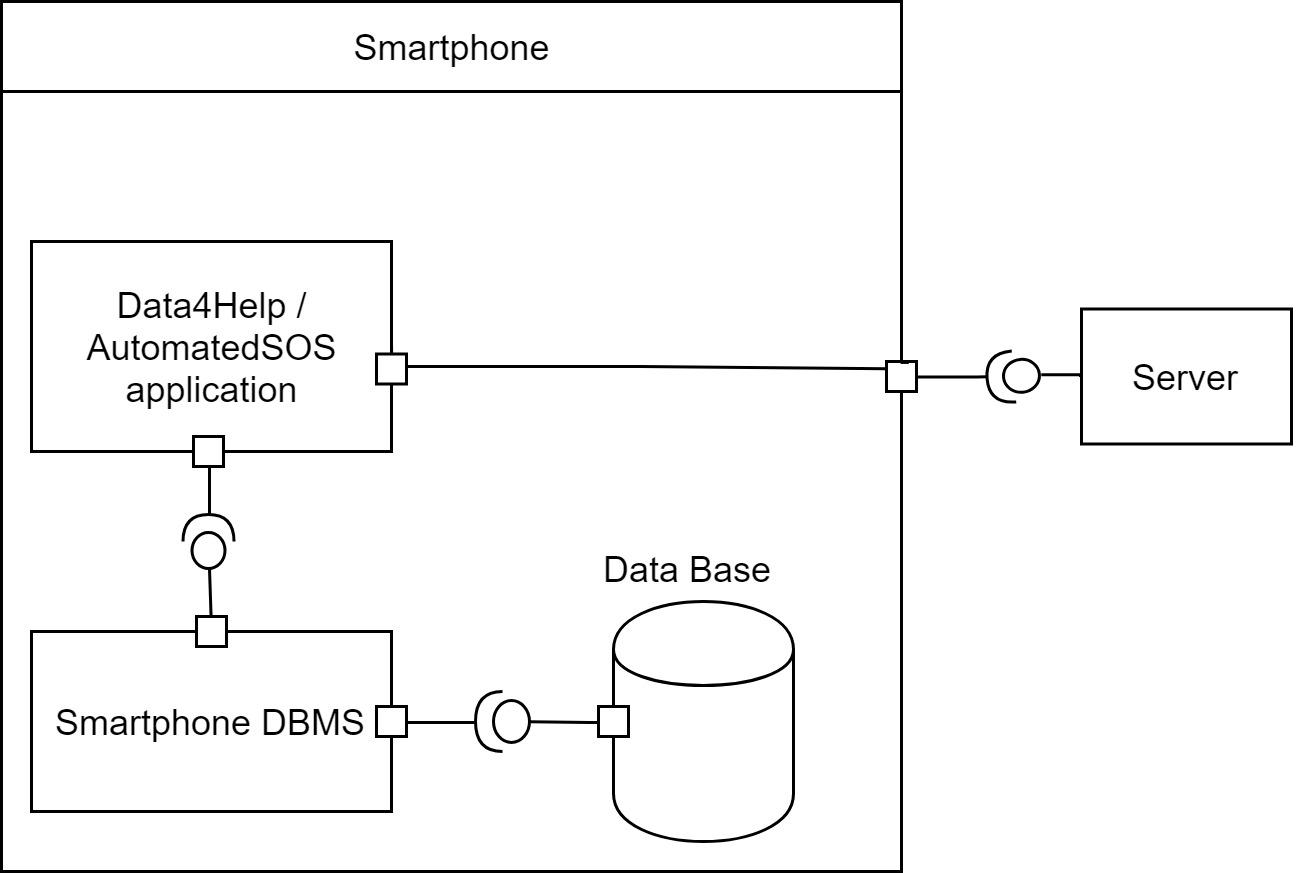 Smartphone
Data4Help /
AutomatedSOS
application
Server
Data Base
Smartphone DBMS